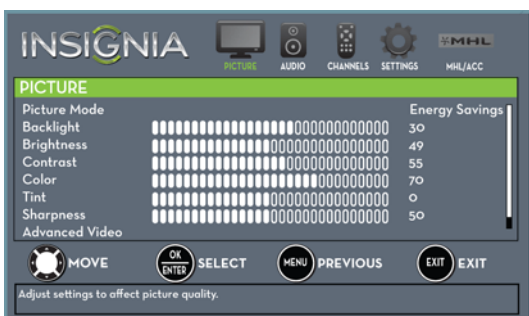 INSIGNIA
PICTURE AUDIO CHANNELS SETTINGS MHL MHL/ACC
PICTURE
Picture Mode Energy Savings
Backlight 30
Brightness 49
Contrast 55
Color 70
Tint 0
Sharpness 50
Advanced Video
MOVE OK ENTER SELECT MENU PREVIOUS EXIT EXIT
Adjust settings to affect picture quality.